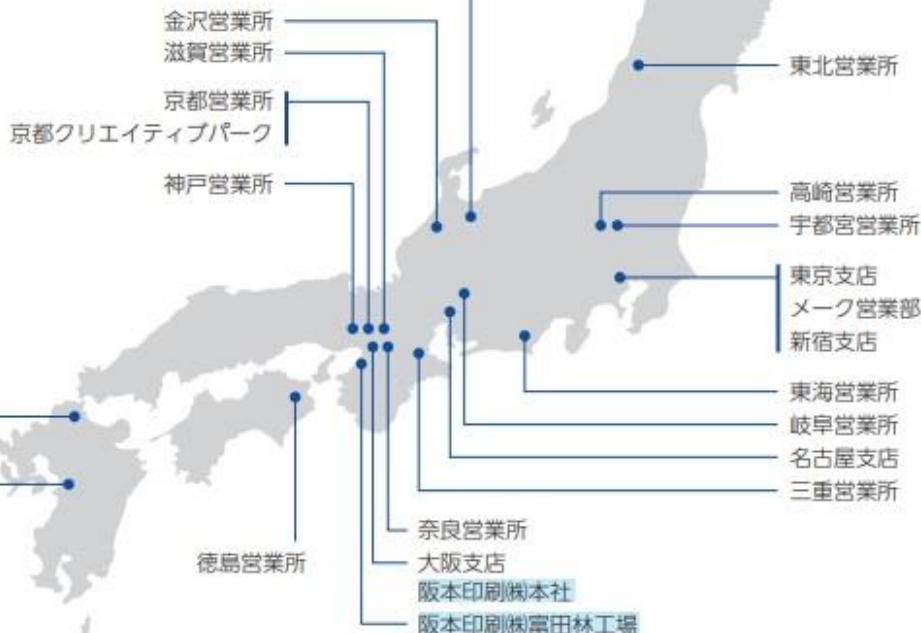 金沢営業所
滋賀営業所
京都営業所
京都クリエイティブパーク
神戸営業所
東北営業所
高崎営業所
宇都宮営業所
東京支店
メーク営業部
新宿支店
東海営業所
岐阜営業所
名古屋支店
三重営業所
徳島営業所
奈良営業所
大阪支店
阪本印刷㈱本社
阪本印刷㈱富田林工場